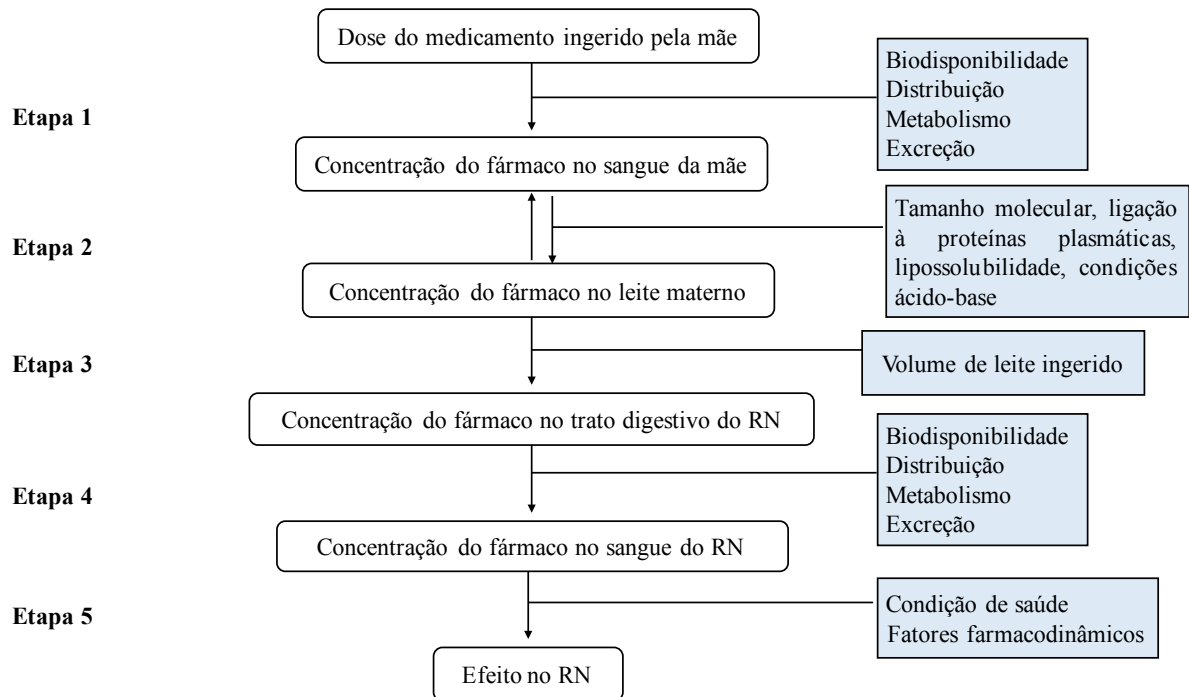 Dose do medicamento ingerido pela mãe
Biodisponibilidade
Distribuição
Metabolismo
Excreção
Etapa 1
Concentração do fármaco no sangue da mãe
Tamanho molecular, ligação
à proteínas plasmáticas,
lipossolubilidade, condições
ácido-base
Etapa 2
Concentração do fármaco no leite materno
Etapa 3
Volume de leite ingerido
Concentração do fármaco no trato digestivo do RN
Biodisponibilidade
Distribuição
Metabolismo
Excreção
Etapa 4
Concentração do fármaco no sangue do RN
Condição de saúde
Fatores farmacodinâmicos
Etapa 5
Efeito no RN